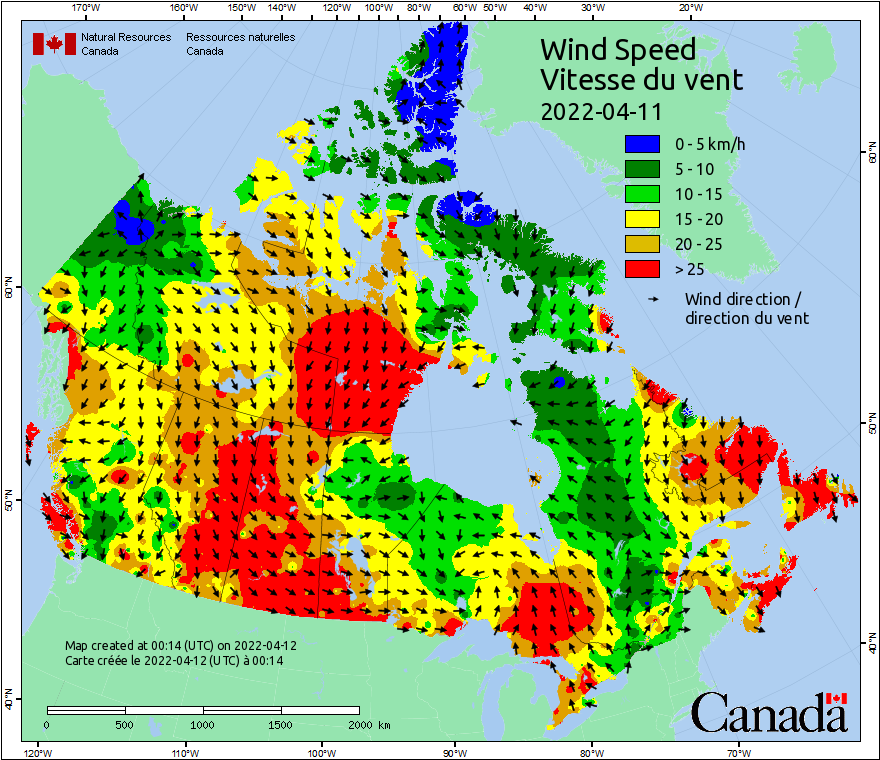 170°W 160°W 150°W 140°W 130°W 120°W 110°W 100°W 80°W 60°W 50°W 40°W 30°W 20°W
Natural Resources Canada
Ressources naturelles Canada
Wind Speed
Vitesse du vent
2022-04-11
0 - 5 km/h
5 - 10
10 - 15
15 - 20
20 - 25
> 25
Wind direction /
direction du vent
60°N
60°N
50°N
50°N
40°N
40°N
Map created at 00:14 (UTC) on 2022-04-12
Carte créée le 2022-04-12 (UTC) à 00:14
0 500 1000 1500 2000 km
Canada
120°W 110°W 100°W 90°W 80°W 70°W